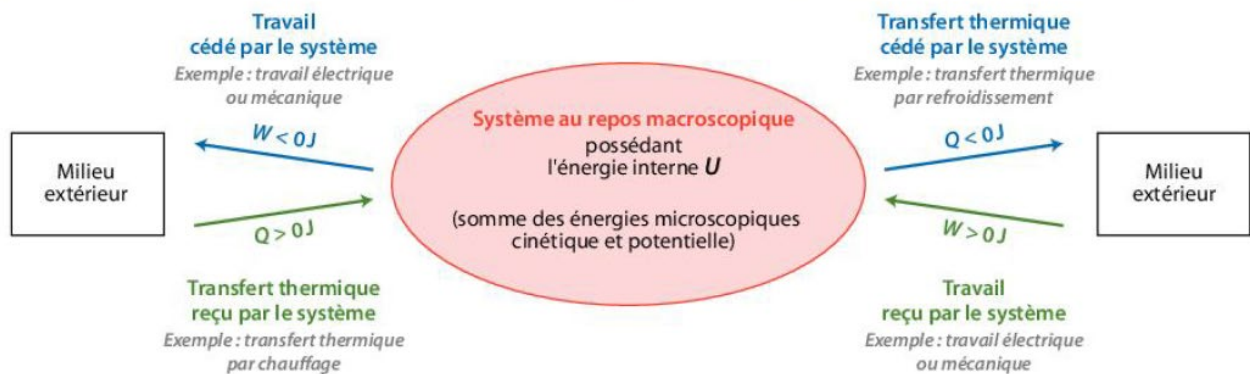 Travail
cédé par le système
Exemple : travail électrique
ou mécanique
W < 0 J
Milieu
extérieur
Q > 0 J
Transfert thermique
reçu par le système
Exemple : transfert thermique
par chauffage
Système au repos macroscopique
possédant
l'énergie interne U
(somme des énergies microscopiques
cinétique et potentielle)
Transfert thermique
cédé par le système
Exemple : transfert thermique
par refroidissement
Q < 0 J
Milieu
extérieur
W > 0 J
Travail
reçu par le système
Exemple : travail électrique
ou mécanique